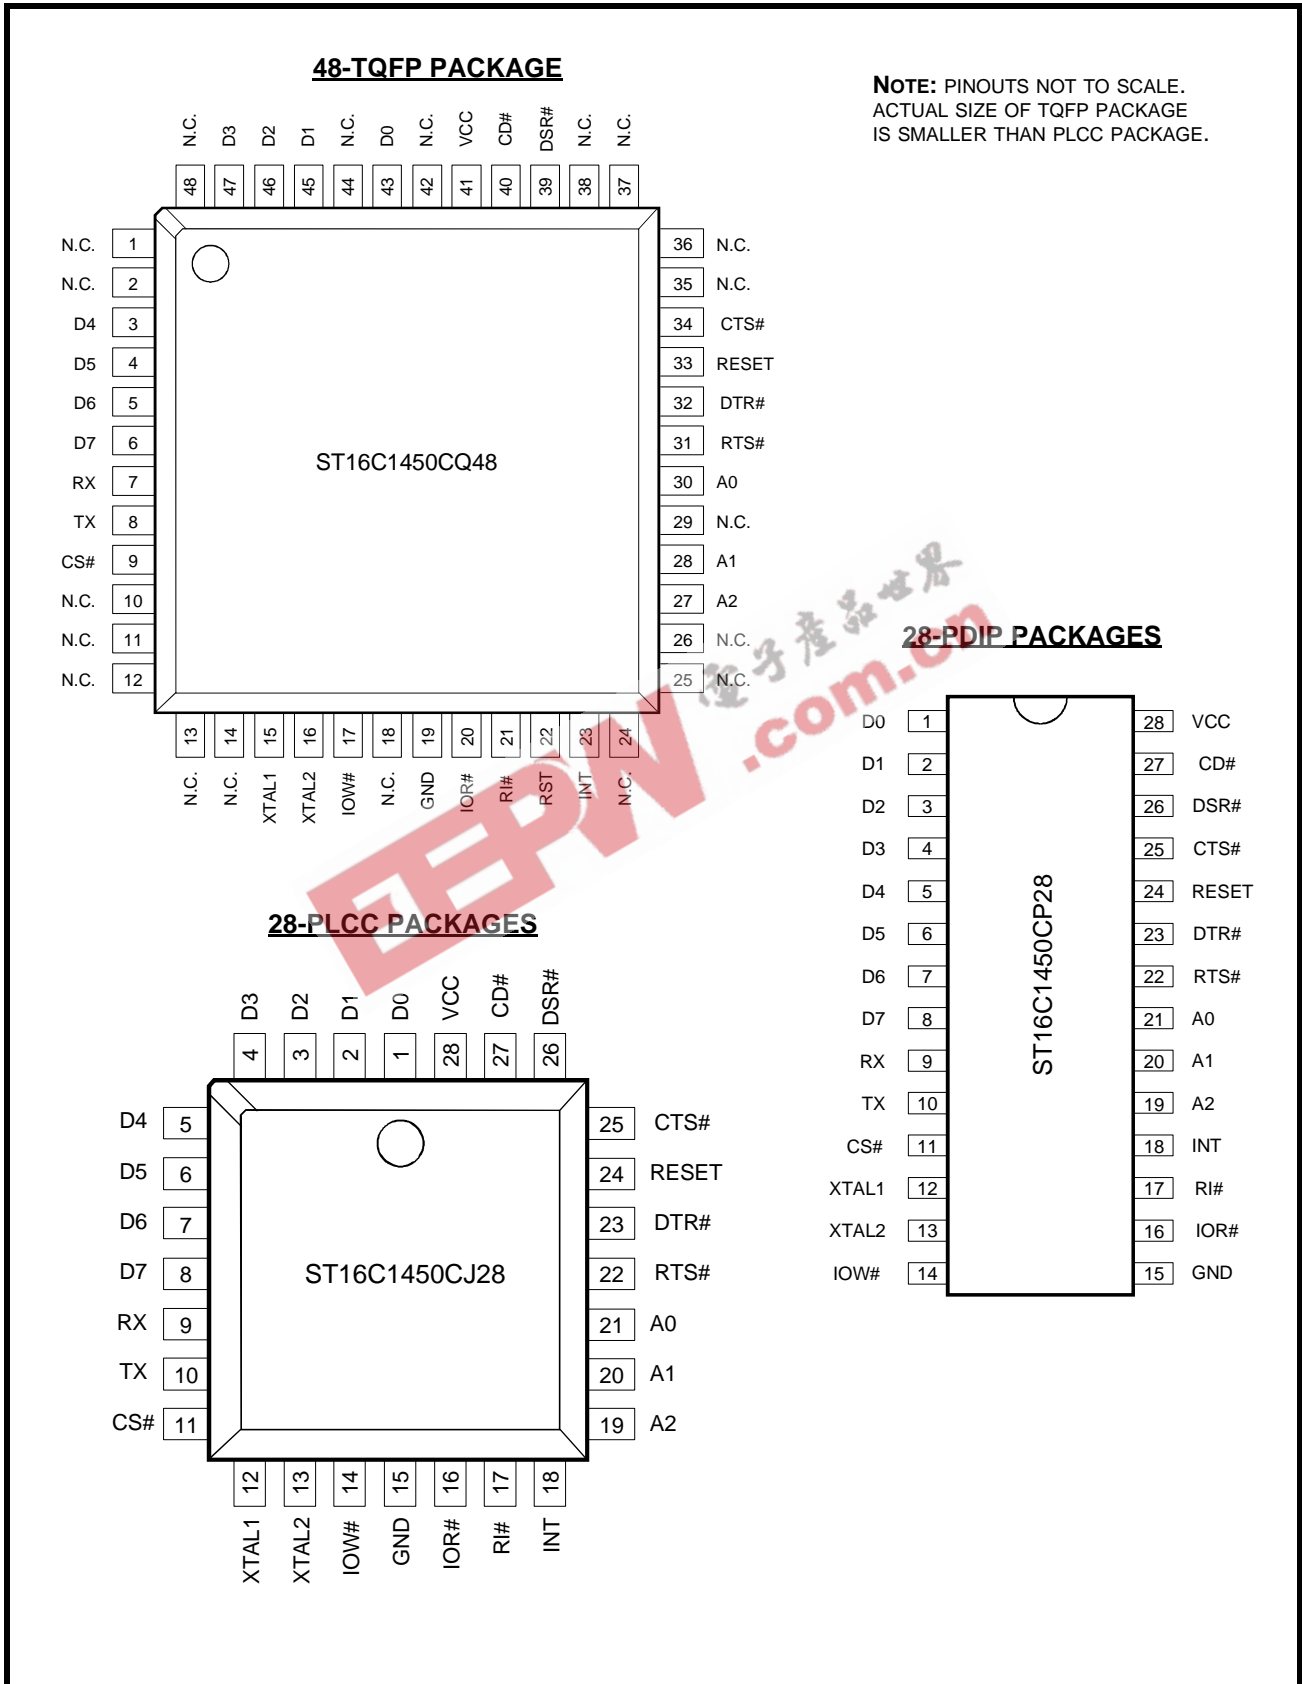 48-TQFP PACKAGE
NOTE: PINOUTS NOT TO SCALE.
ACTUAL SIZE OF TQFP PACKAGE
IS SMALLER THAN PLCC PACKAGE.
N.C. D3 D2 D1 N.C. D0 N.C. VCC CD# DSR# N.C. N.C.
48 47 46 45 44 43 42 41 40 39 38 37
N.C. 1
N.C. 2
D4 3
D5 4
D6 5
D7 6
RX 7
TX 8
CS# 9
N.C. 10
N.C. 11
N.C. 12
ST16C1450CQ48
36 N.C.
35 N.C.
34 CTS#
33 RESET
32 DTR#
31 RTS#
30 A0
29 N.C.
28 A1
27 A2
26 N.C.
25 N.C.
13 14 15 16 17 18 19 20 21 22 23 24
N.C. N.C. XTAL1 XTAL2 IOW# N.C. GND IOR# RI# RST INT N.C.
電子産品世界
EEPW.com.cn
28-PDIP PACKAGES
D0 1
D1 2
D2 3
D3 4
D4 5
D5 6
D6 7
D7 8
RX 9
TX 10
CS# 11
XTAL1 12
XTAL2 13
IOW# 14
ST16C1450CP28
28 VCC
27 CD#
26 DSR#
25 CTS#
24 RESET
23 DTR#
22 RTS#
21 A0
20 A1
19 A2
18 INT
17 RI#
16 IOR#
15 GND
28-PLCC PACKAGES
D3 D2 D1 D0 VCC CD# DSR#
4 3 2 1 28 27 26
D4 5
D5 6
D6 7
D7 8
RX 9
TX 10
CS# 11
ST16C1450CJ28
25 CTS#
24 RESET
23 DTR#
22 RTS#
21 A0
20 A1
19 A2
12 13 14 15 16 17 18
XTAL1 XTAL2 IOW# GND IOR# RI# INT